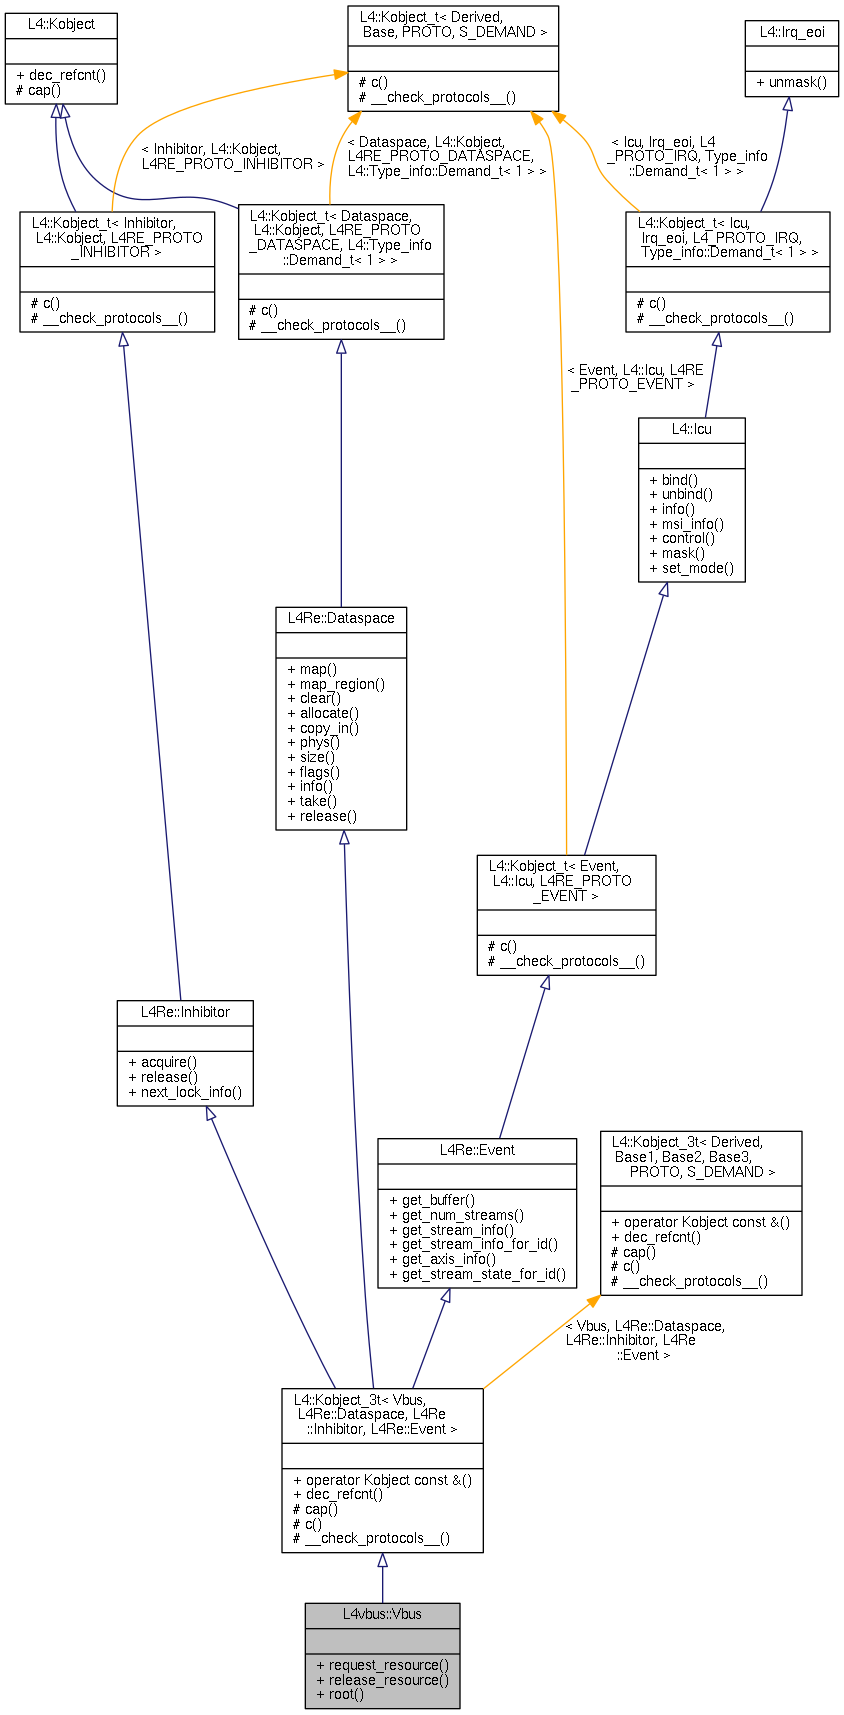 L4::Kobject
+ dec_refcnt()
# cap()
L4::Kobject_t< Derived,
Base, PROTO, S_DEMAND >
# c()
# __check_protocols__()
L4::Irq_eoi
+ unmask()
< Inhibitor, L4::Kobject,
L4RE_PROTO_INHIBITOR >
< Dataspace, L4::Kobject,
L4RE_PROTO_DATASPACE,
L4::Type_info::Demand_t< 1 > >
< Icu, Irq_eoi, L4
_PROTO_IRQ, Type_info
::Demand_t< 1 > >
L4::Kobject_t< Inhibitor,
L4::Kobject, L4RE_PROTO
_INHIBITOR >
# c()
# __check_protocols__()
L4::Kobject_t< Dataspace,
L4::Kobject, L4RE_PROTO
_DATASPACE, L4::Type_info
::Demand_t< 1 > >
# c()
# __check_protocols__()
L4::Kobject_t< Icu,
Irq_eoi, L4_PROTO_IRQ,
Type_info::Demand_t< 1 > >
# c()
# __check_protocols__()
< Event, L4::Icu, L4RE
_PROTO_EVENT >
L4::Icu
+ bind()
+ unbind()
+ info()
+ msi_info()
+ control()
+ mask()
+ set_mode()
L4Re::Dataspace
+ map()
+ map_region()
+ clear()
+ allocate()
+ copy_in()
+ phys()
+ size()
+ flags()
+ info()
+ take()
+ release()
L4::Kobject_t< Event,
L4::Icu, L4RE_PROTO
_EVENT >
# c()
# __check_protocols__()
L4Re::Inhibitor
+ acquire()
+ release()
+ next_lock_info()
L4Re::Event
+ get_buffer()
+ get_num_streams()
+ get_stream_info()
+ get_stream_info_for_id()
+ get_axis_info()
+ get_stream_state_for_id()
L4::Kobject_3t< Derived,
Base1, Base2, Base3,
PROTO, S_DEMAND >
+ operator Kobject const &()
+ dec_refcnt()
# cap()
# c()
# __check_protocols__()
< Vbus, L4Re::Dataspace,
L4Re::Inhibitor, L4Re
::Event >
L4::Kobject_3t< Vbus,
L4Re::Dataspace, L4Re
::Inhibitor, L4Re::Event >
+ operator Kobject const &()
+ dec_refcnt()
# cap()
# c()
# __check_protocols__()
L4vbus::Vbus
+ request_resource()
+ release_resource()
+ root()